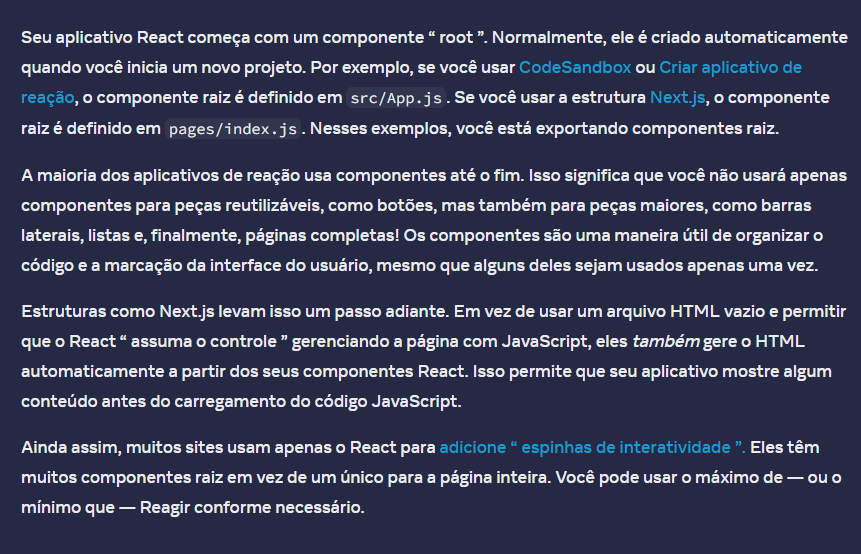 Seu aplicativo React começa com um componente “ root ”. Normalmente, ele é criado automaticamente
quando você inicia um novo projeto. Por exemplo, se você usar CodeSandbox ou Criar aplicativo de
reação, o componente raiz é definido em src/App.js. Se você usar a estrutura Next.js, o componente
raiz é definido em pages/index.js. Nesses exemplos, você está exportando componentes raiz.
A maioria dos aplicativos de reação usa componentes até o fim. Isso significa que você não usará apenas
componentes para peças reutilizáveis, como botões, mas também para peças maiores, como barras
laterais, listas e, finalmente, páginas completas! Os componentes são uma maneira útil de organizar o
código e a marcação da interface do usuário, mesmo que alguns deles sejam usados apenas uma vez.
Estruturas como Next.js levam isso um passo adiante. Em vez de usar um arquivo HTML vazio e permitir
que o React “ assuma o controle ” gerenciando a página com JavaScript, eles também gere o HTML
automaticamente a partir dos seus componentes React. Isso permite que seu aplicativo mostre algum
conteúdo antes do carregamento do código JavaScript.
Ainda assim, muitos sites usam apenas o React para adicione “ espinhas de interatividade ”. Eles têm
muitos componentes raiz em vez de um único para a página inteira. Você pode usar o máximo de — ou o
mínimo que — Reagir conforme necessário.